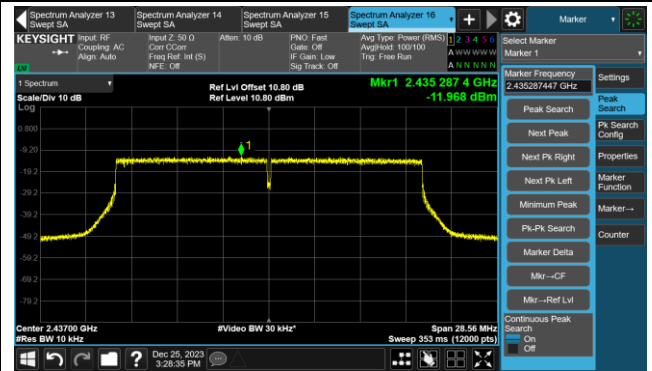 Spectrum Analyzer 13
Swept SA
Spectrum Analyzer 14
Swept SA
Spectrum Analyzer 15
Swept SA
Spectrum Analyzer 16
Swept SA
Marker
KEYSIGHT
Input: RF
Coupling: AC
Align: Auto
Input Z: 50 Ω
Corr CCorr
Freq Ref: Int (S)
NFE: Off
Atten: 10 dB
PNO: Fast
Gate: Off
IF Gain: Low
Sig Track: Off
Avg Type: Power (RMS)
Avg|Hold: 100/100
Trig: Free Run
1 2 3 4 5 6
A W W W W W
A N N N N N
LXI
Select Marker
Marker 1
1 Spectrum
Scale/Div 10 dB
Log
Ref Lvl Offset 10.80 dB
Ref Level 10.80 dBm
Mkr1 2.435 287 4 GHz
-11.968 dBm
0.800
-9.20
-19.2
-29.2
-39.2
-49.2
-59.2
-69.2
-79.2
1
Center 2.43700 GHz
#Res BW 10 kHz
#Video BW 30 kHz*
Span 28.56 MHz
Sweep 353 ms (12000 pts)
Marker Frequency
2.435287447 GHz
Peak Search
Next Peak
Next Pk Right
Next Pk Left
Minimum Peak
Pk-Pk Search
Marker Delta
Mkr→CF
Mkr→Ref Lvl
Continuous Peak
Search
On
Off
Settings
Peak
Search
Pk Search
Config
Properties
Marker
Function
Marker→
Counter
?
Dec 25, 2023
3:28:35 PM